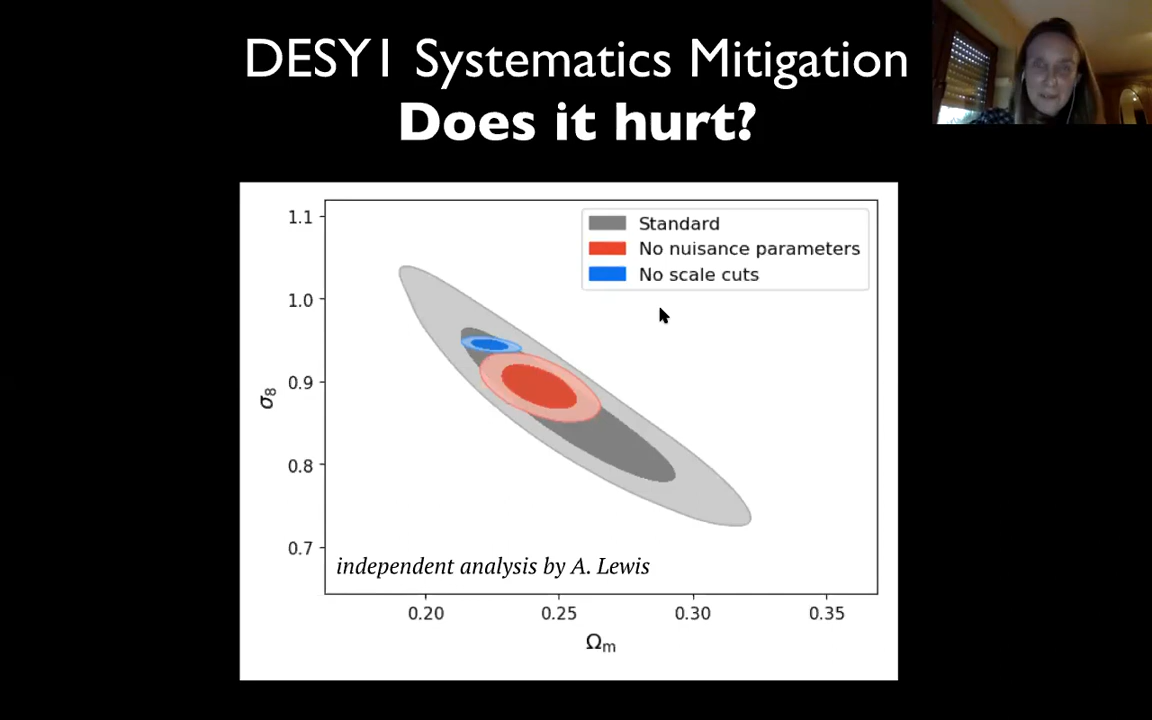 DESY1 Systematics Mitigation
Does it hurt?
1.1
1.0
0.9
0.8
0.7
σ8
Standard
No nuisance parameters
No scale cuts
independent analysis by A. Lewis
0.20 0.25 0.30 0.35
Ωm